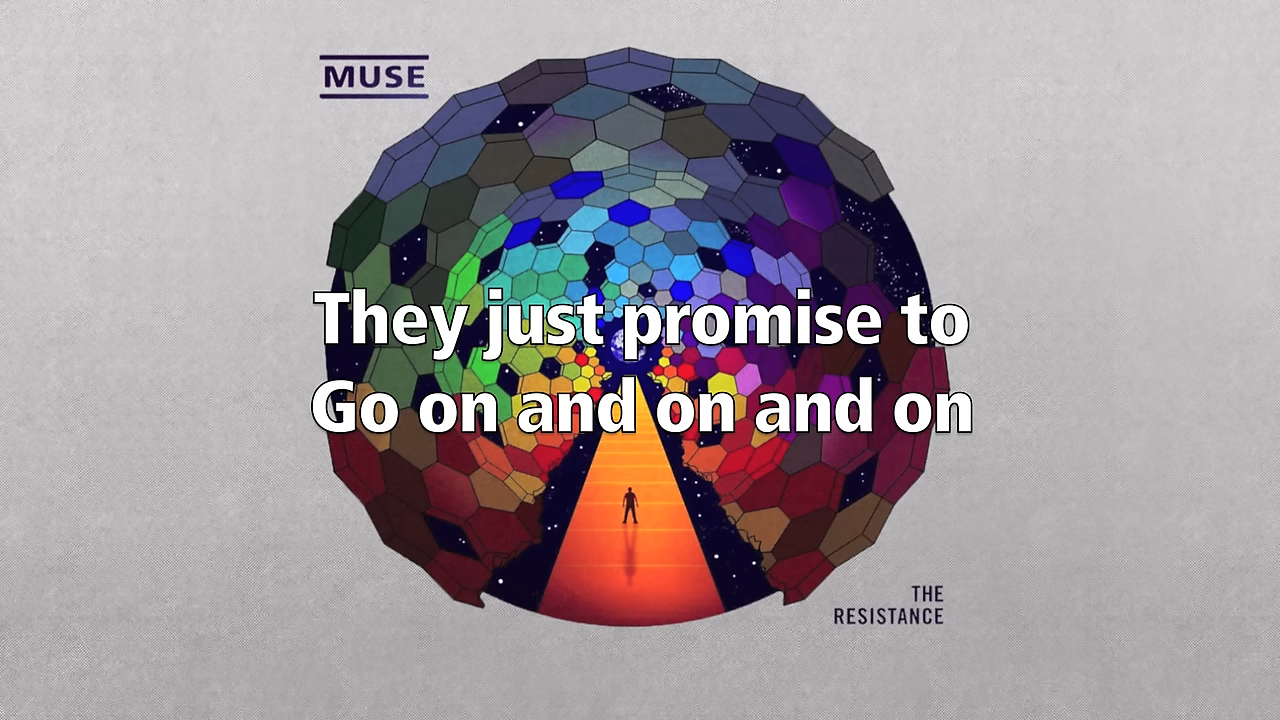 MUSE
They just promise to
Go on and on and on
THE
RESISTANCE